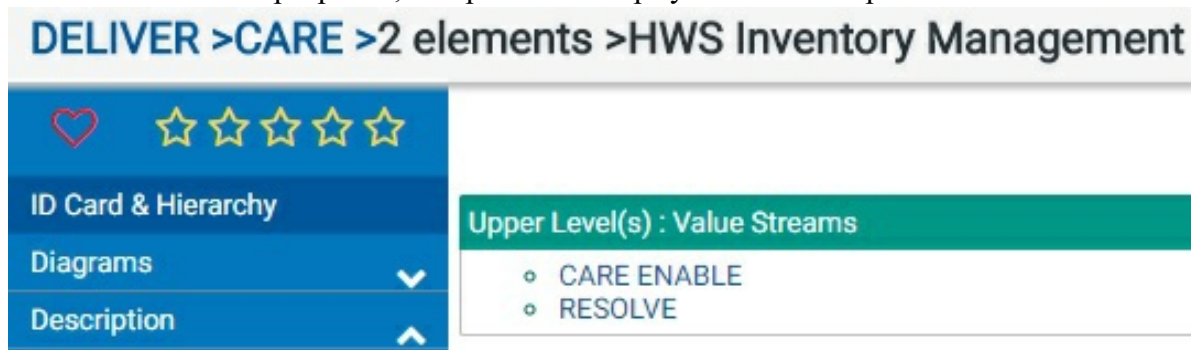 DELIVER >CARE >2 elements >HWS Inventory Management
ID Card & Hierarchy
Diagrams
Description
Upper Level(s) : Value Streams
CARE ENABLE
RESOLVE